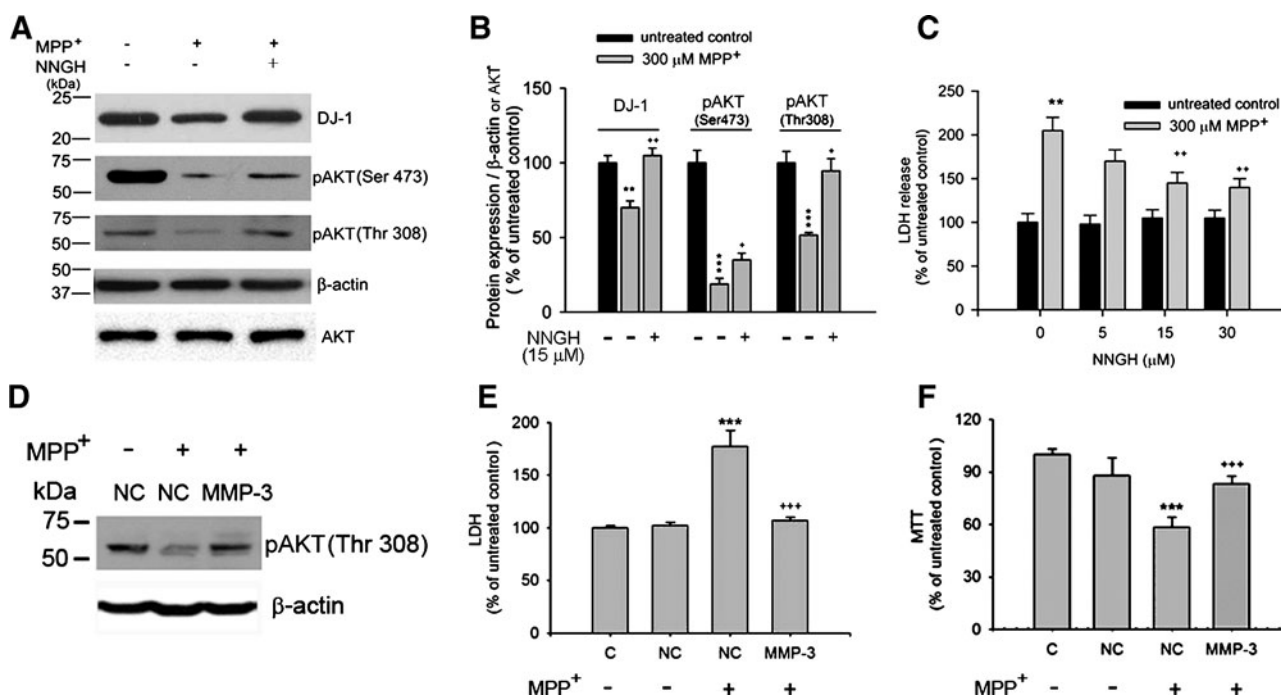 A
MPP+ - + +
NNGH - - +
(kDa)
25
20
DJ-1
75
50
pAKT(Ser 473)
75
50
pAKT(Thr 308)
50
37
β-actin
AKT
B
untreated control
300 µM MPP+
Protein expression / β-actin or AKT
( % of untreated control)
150
100
50
0
DJ-1
pAKT
(Ser473)
pAKT
(Thr308)
**
++
***
+
***
+
NNGH
(15 µM)
- - + - - + - - +
C
untreated control
300 µM MPP+
LDH release
(% of untreated control)
250
200
150
100
50
0
**
++
++
0 5 15 30
NNGH (µM)
D
MPP+ - + +
kDa NC NC MMP-3
75
50
pAKT(Thr 308)
β-actin
E
LDH
(% of untreated control)
200
150
100
50
0
***
+++
C NC NC MMP-3
MPP+ - - + +
F
MTT
(% of untreated control)
120
90
60
30
0
***
+++
C NC NC MMP-3
MPP+ - - + +